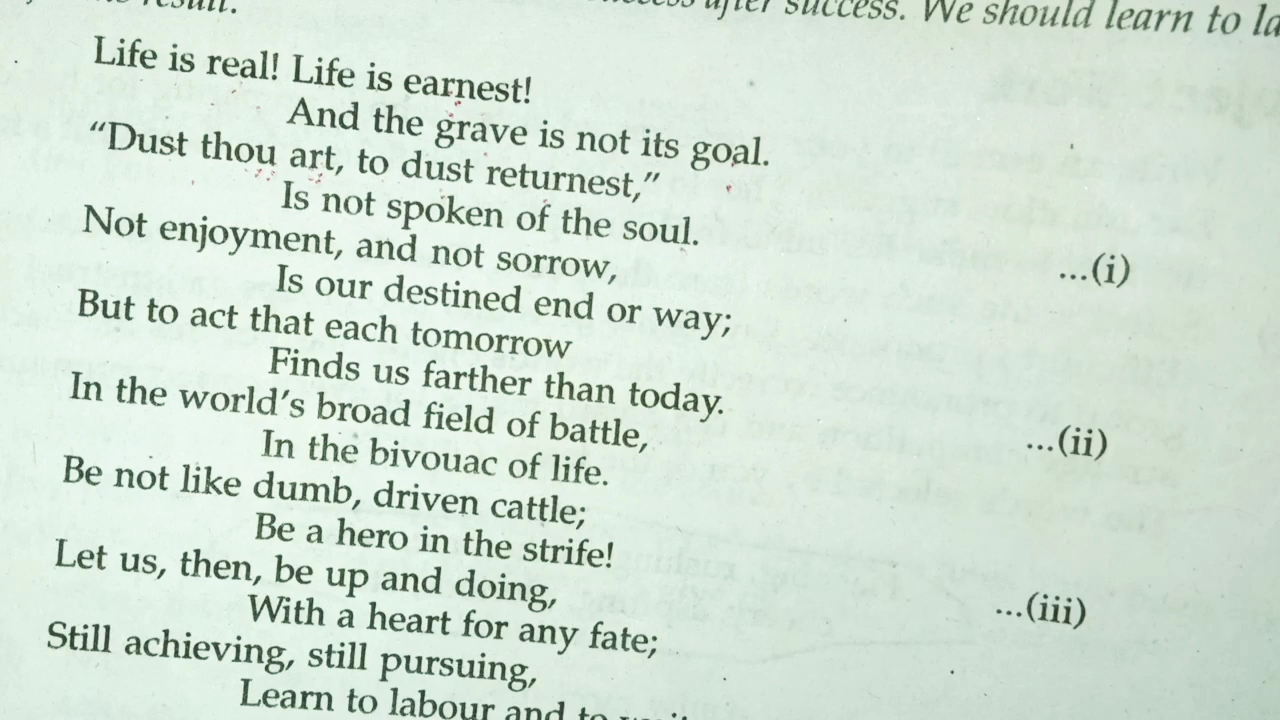 result.
after success. We should learn to
Life is real! Life is earnest!
And the grave is not its goal.
“Dust thou art, to dust returnest,”
Is not spoken of the soul. ...(i)
Not enjoyment, and not sorrow,
Is our destined end or way;
But to act that each tomorrow
Finds us farther than today. ...(ii)
In the world’s broad field of battle,
In the bivouac of life.
Be not like dumb, driven cattle;
Be a hero in the strife! ...(iii)
Let us, then, be up and doing,
With a heart for any fate;
Still achieving, still pursuing,
Learn to labour and to